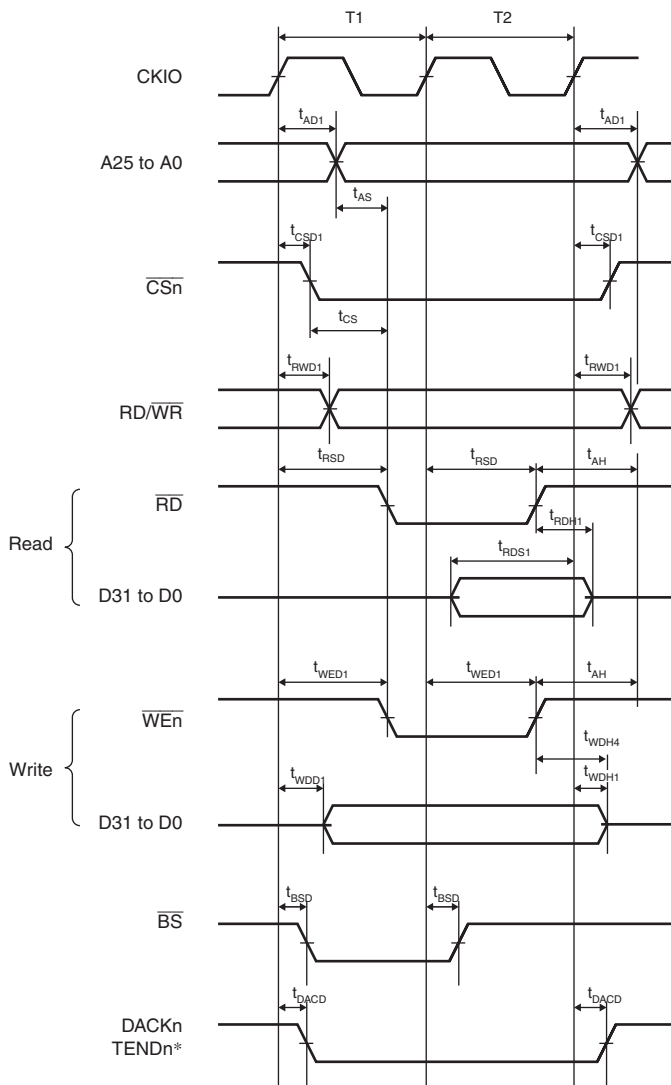 T1 T2
CKIO
tAD1 tAD1
A25 to A0
tAS
tCSD1 tCSD1
CSn
tCS
tRWD1 tRWD1
RD/WR
tRSD tRSD tAH
RD
tRDH1
Read
tRDS1
D31 to D0
tWED1 tWED1 tAH
WEn
tWDH4
Write
tWDD1 tWDH1
D31 to D0
tBSD tBSD
BS
tDACD tDACD
DACKn
TENDn*